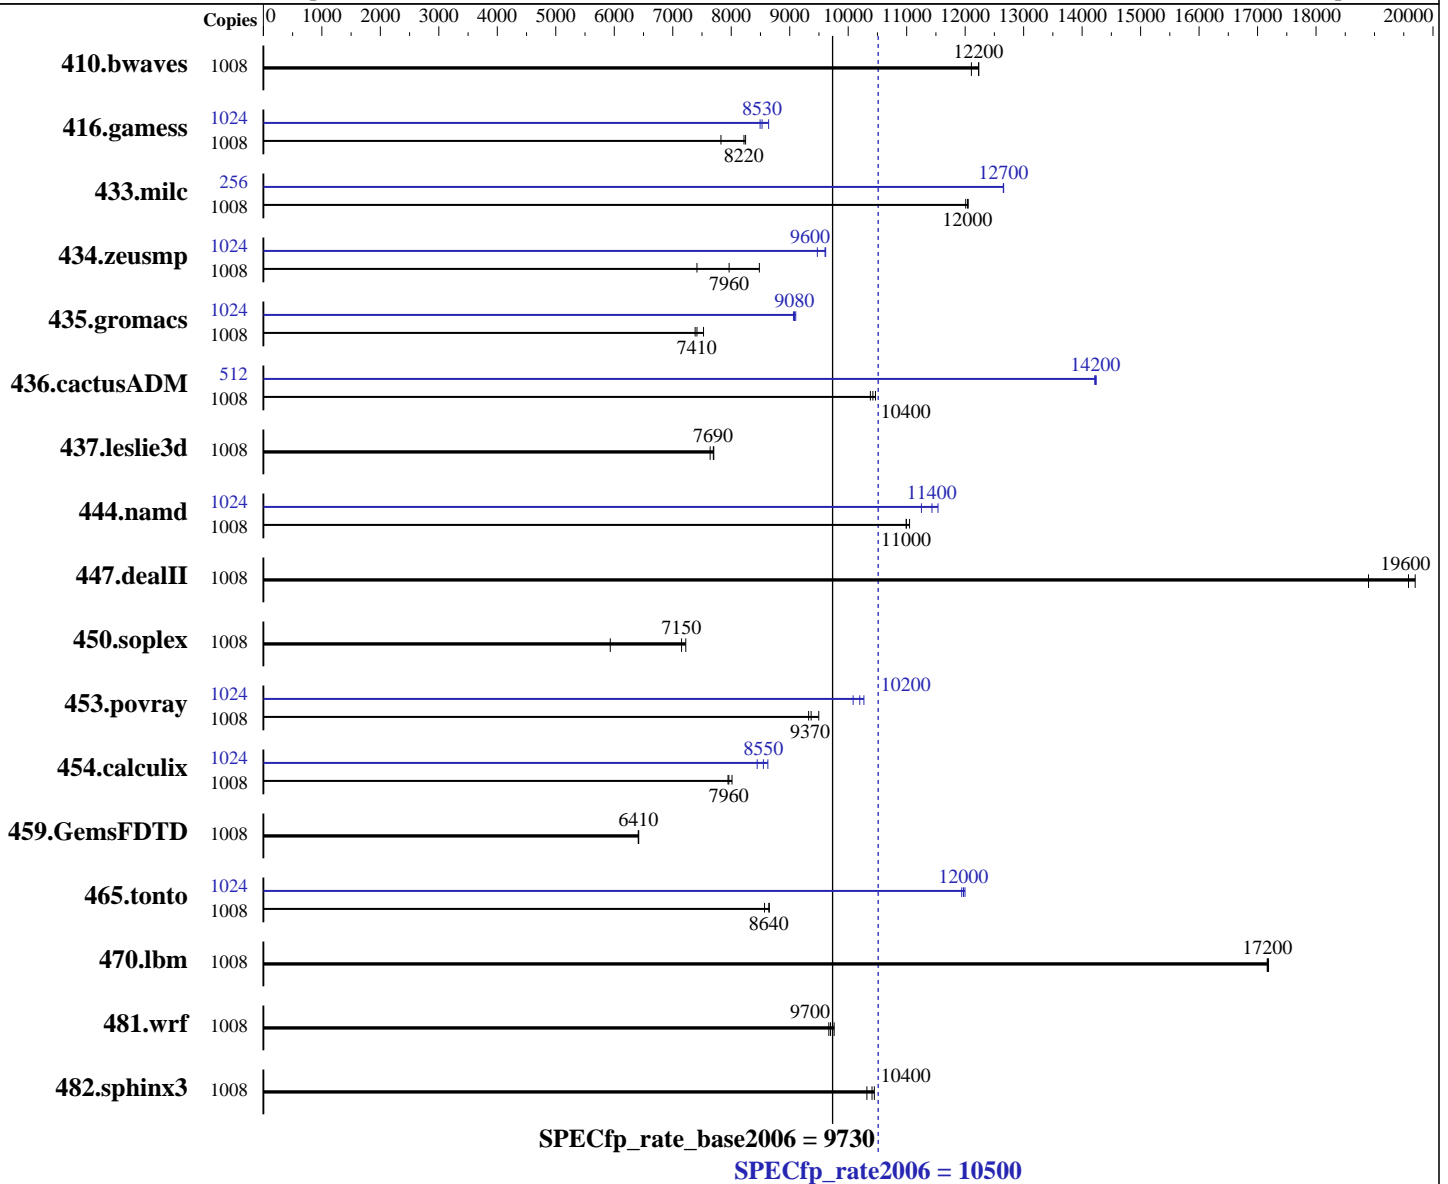 Copies 0 1000 2000 3000 4000 5000 6000 7000 8000 9000 10000 11000 12000 13000 14000 15000 16000 17000 18000 20000
410.bwaves 1008 12200
1024 8530
416.gamess
1008 8220
256 12700
433.milc
1008 12000
1024 9600
434.zeusmp
1008 7960
1024 9080
435.gromacs
1008 7410
512 14200
436.cactusADM
1008 10400
437.leslie3d 1008 7690
1024 11400
444.namd
1008 11000
447.dealII 1008 19600
450.soplex 1008 7150
1024 10200
453.povray
1008 9370
1024 8550
454.calculix
1008 7960
459.GemsFDTD 1008 6410
1024 12000
465.tonto
1008 8640
470.lbm 1008 17200
481.wrf 1008 9700
482.sphinx3 1008 10400
SPECfp_rate_base2006 = 9730
SPECfp_rate2006 = 10500